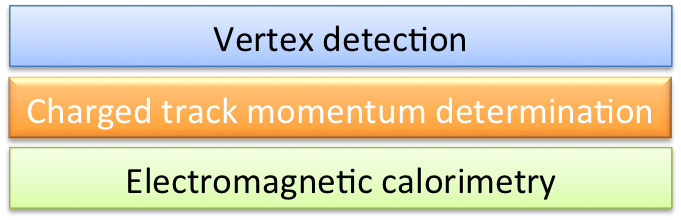 Vertex detection
Charged track momentum determination
Electromagnetic calorimetry